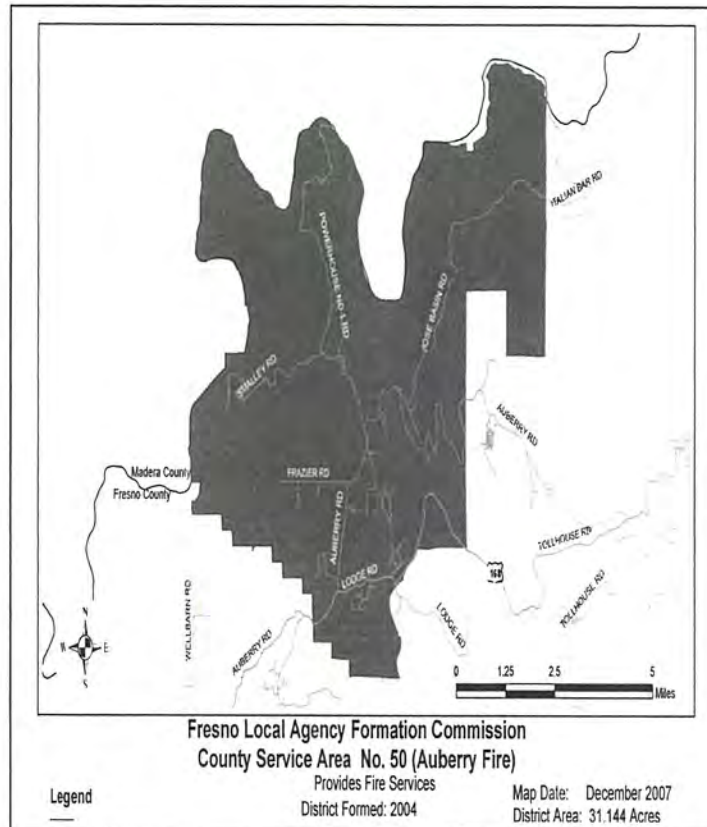 ITALIAN BAR RD
POWERHOUSE NO 1 RD
JOSE BASIN RD
SMALLEY RD
AUBERRY RD
Madera County
Fresno County
FRAZIER RD
AUBERRY RD
TOLLHOUSE RD
168
LODGE RD
TOLLHOUSE RD
WELLBARN RD
AUBERRY RD
LODGE RD
N
W E
S
0 1.25 2.5 5
Miles
Fresno Local Agency Formation Commission
County Service Area No. 50 (Auberry Fire)
Provides Fire Services
Legend
District Formed: 2004
Map Date: December 2007
District Area: 31.144 Acres